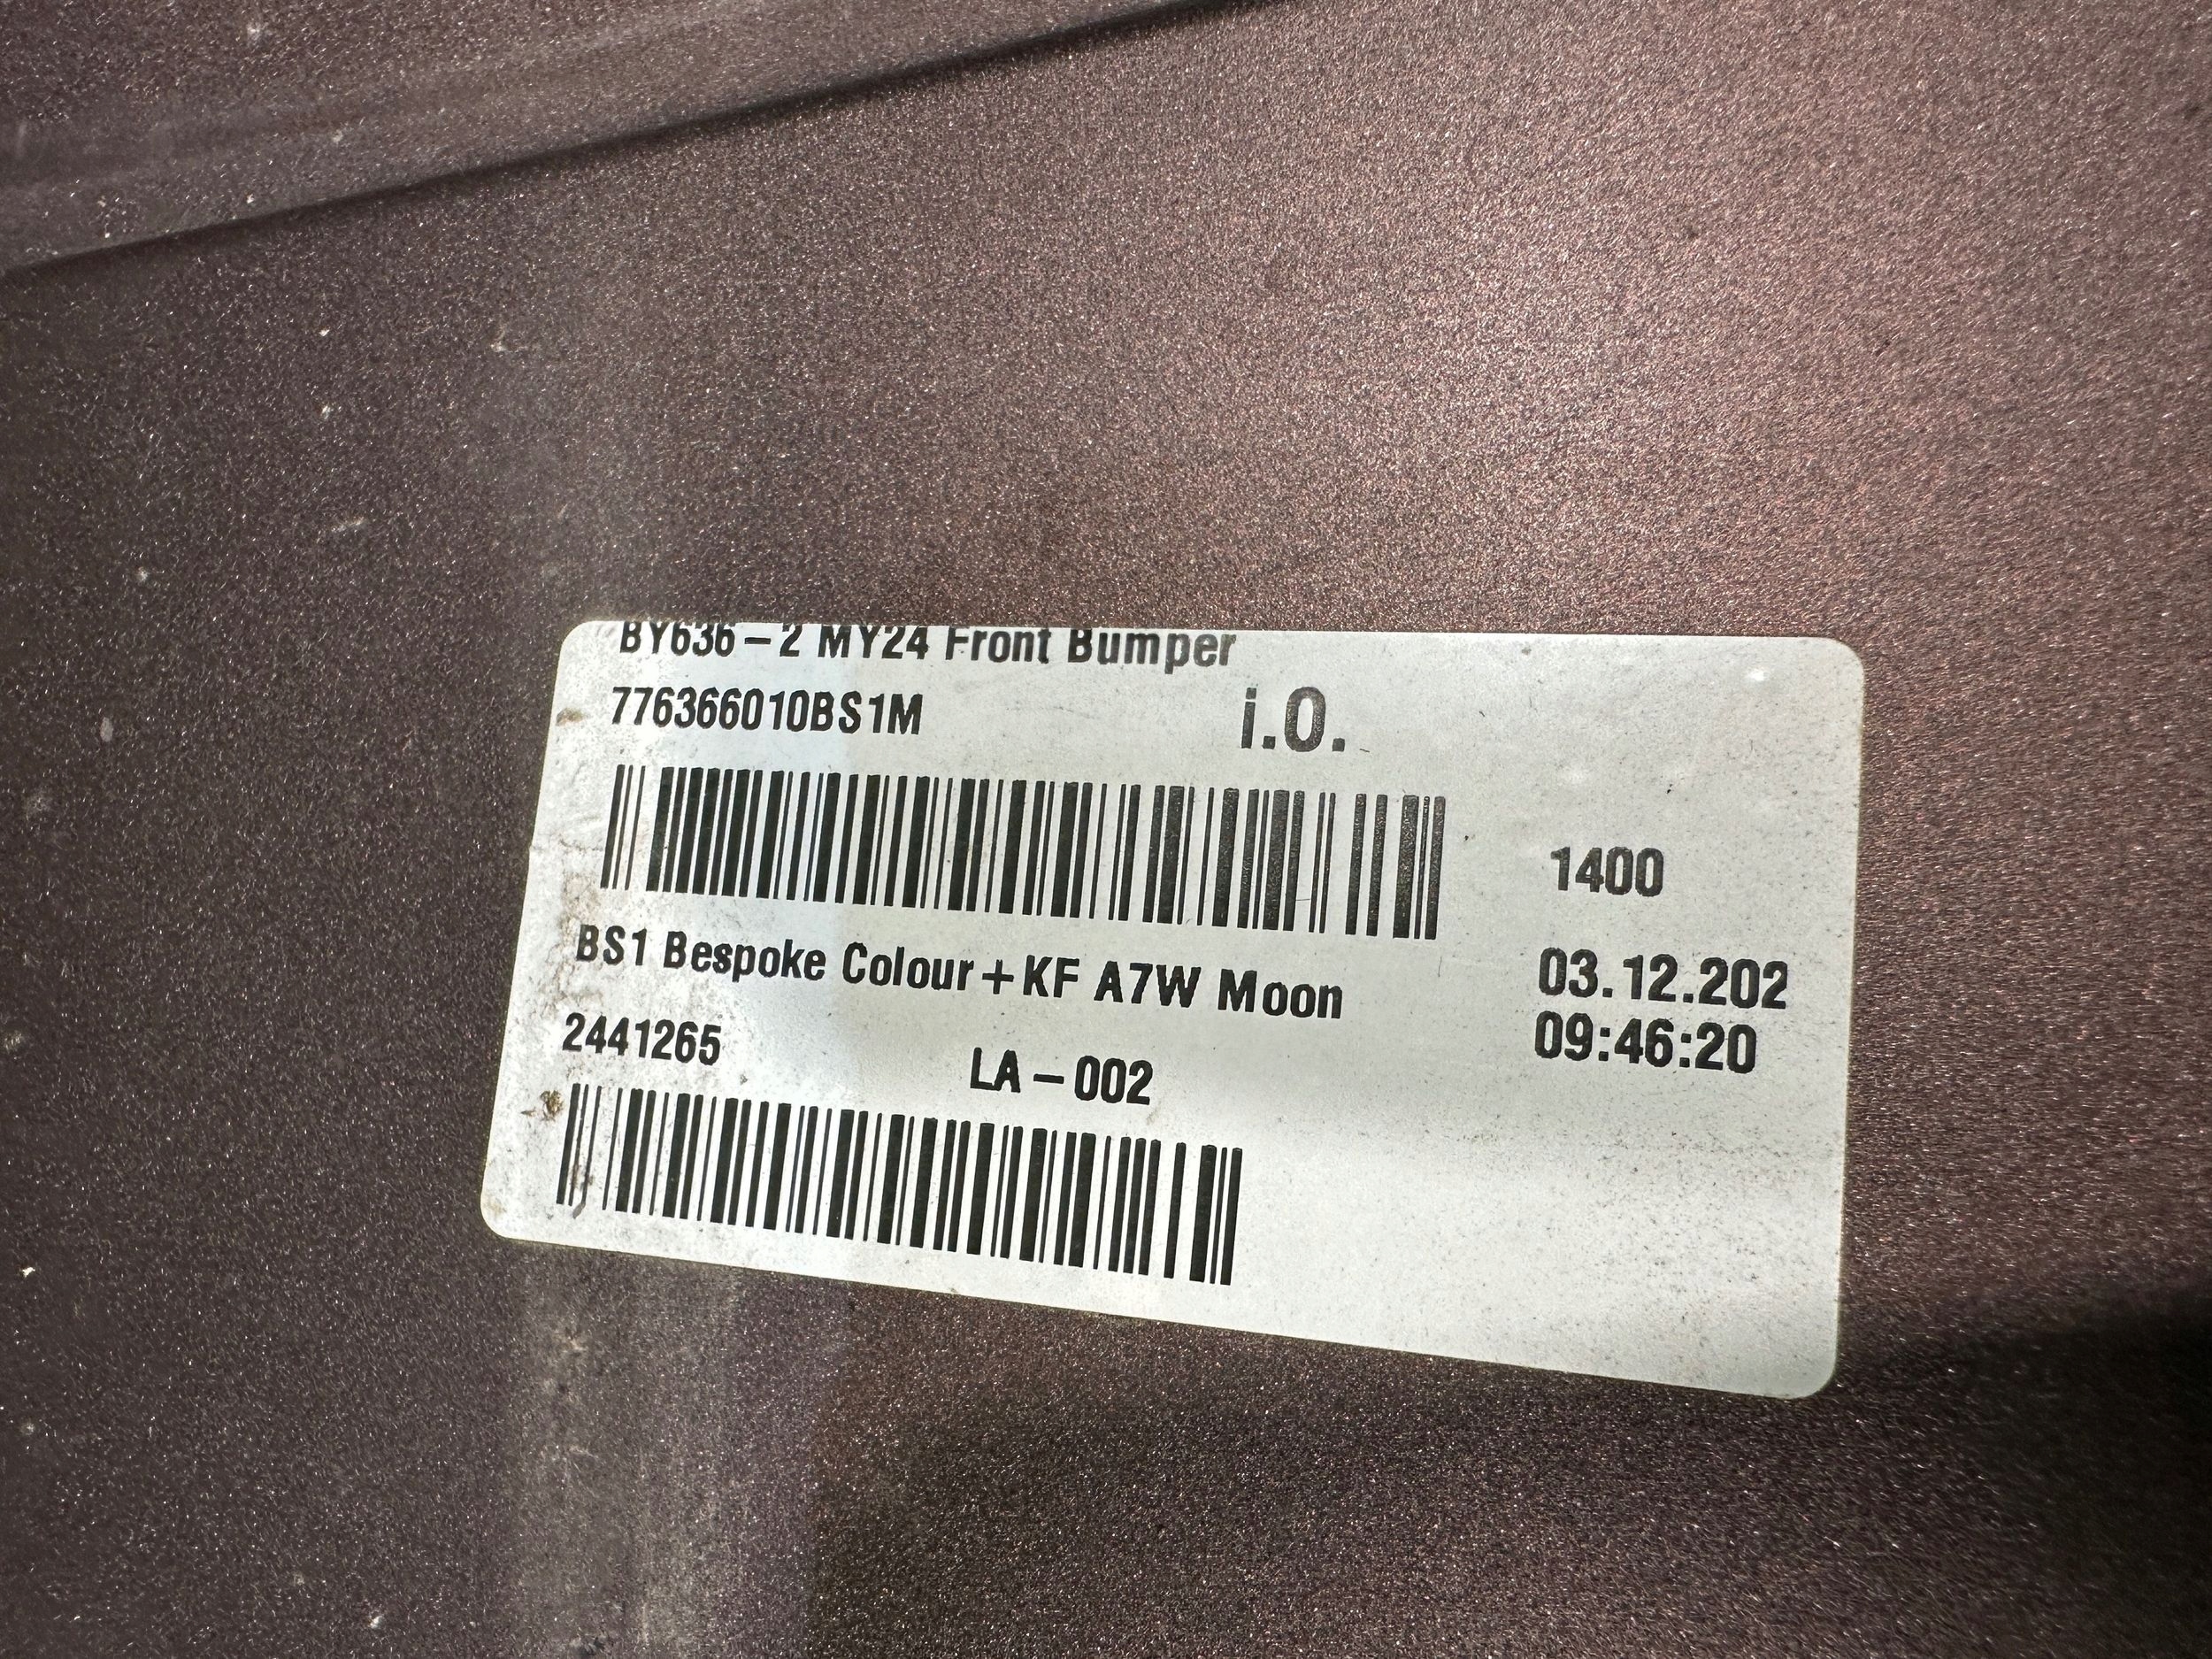 BY636-2 MY24 Front Bumper
776366010BS1M
i.O.
1400
BS1 Bespoke Colour+KF A7W Moon
03.12.202
09:46:20
2441265
LA-002